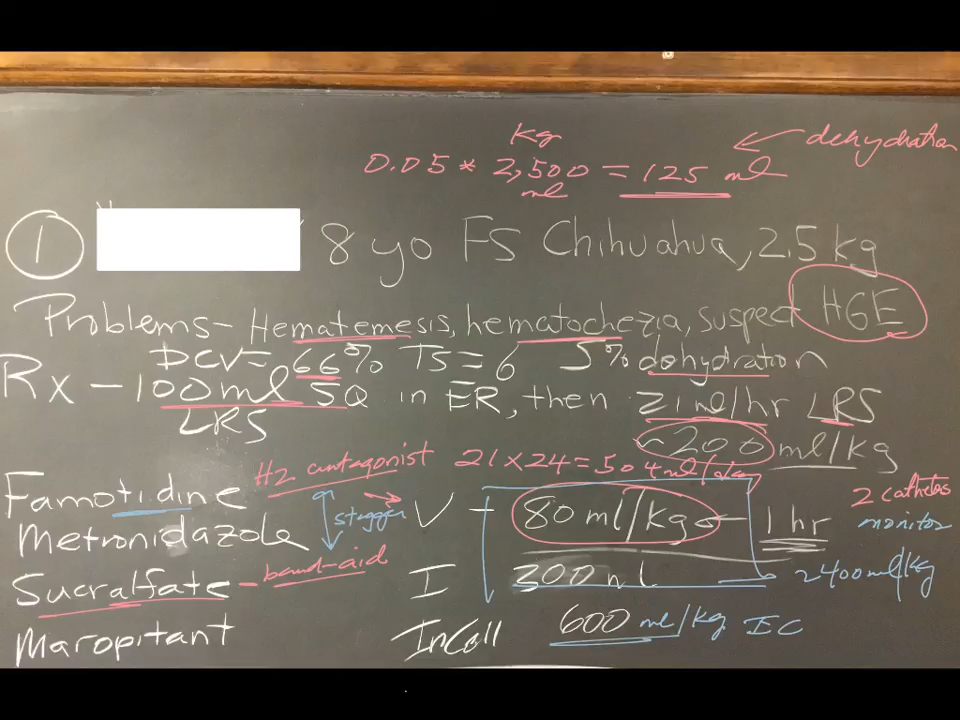 kg
0.05 * 2,500 = 125 ml ← dehydration
ml
① 8 yo FS Chihuahua, 2.5 kg
Problems - Hematemesis, hematochezia, suspect HGE
PCV = 66% TS = 6 5% dehydration
Rx - 100 ml SQ in ER, then 21 ml/hr LRS
LRS
~200 ml/kg
H2 antagonist 21 x 24 = 504 ml/day
Famotidine stagger V - 80 ml/kg ← 1 hr 2 catheters
monitor
Metronidazole
Sucralfate - band-aid I 300 ml → 2400 ml/kg
Maropitant InCell 600 ml/kg IC